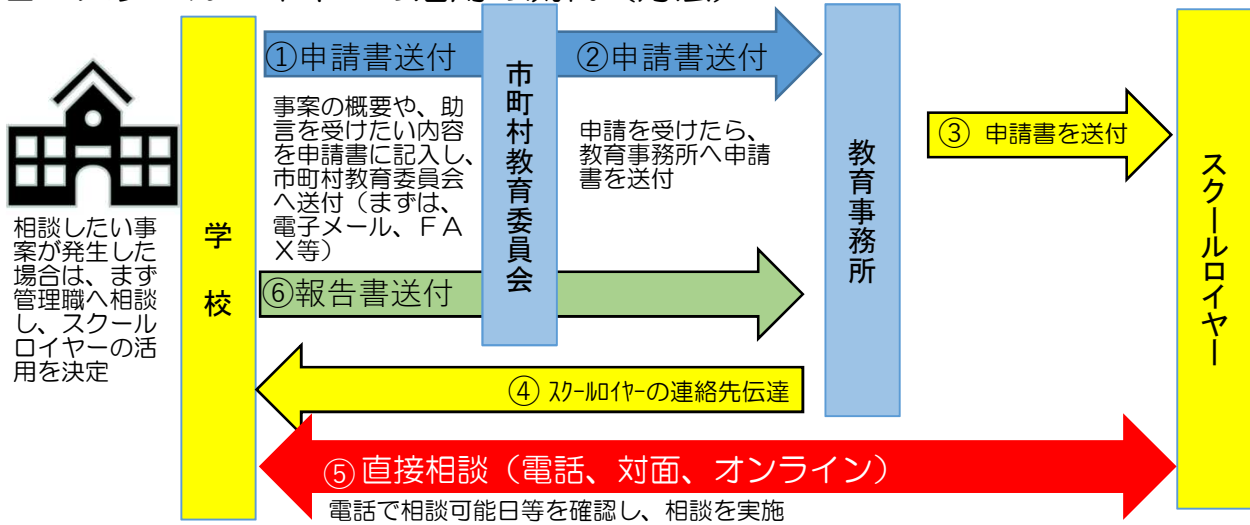 ①申請書送付
②申請書送付
事案の概要や、助
言を受けたい内容
を申請書に記入し、
市町村教育委員会
へ送付（まずは、
電子メール、ＦＡ
Ｘ等）
市町村教育委員会
申請を受けたら、
教育事務所へ申請
書を送付
教育事務所
③ 申請書を送付
スクールロイヤー
相談したい事
案が発生した
場合は、まず
管理職へ相談
し、スクール
ロイヤーの活
用を決定
学校
⑥報告書送付
④ ｽｸｰﾙﾛｲﾔｰの連絡先伝達
⑤直接相談（電話、対面、オンライン）
電話で相談可能日等を確認し、相談を実施